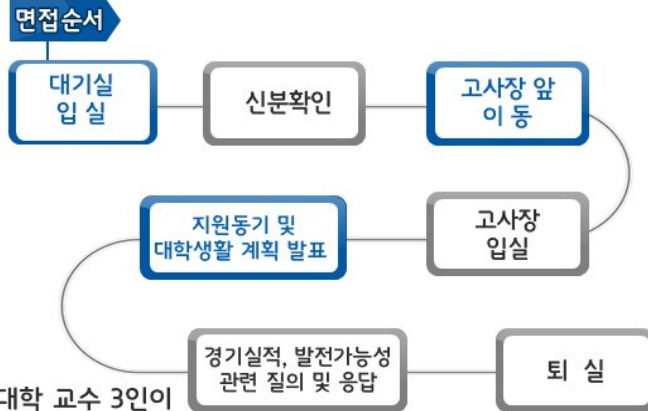 면접순서
대기실
입 실
신분확인
고사장 앞
이 동
고사장
입실
지원동기 및
대학생활 계획 발표
경기실적, 발전가능성
관련 질의 및 응답
퇴 실
대학 교수 3인이